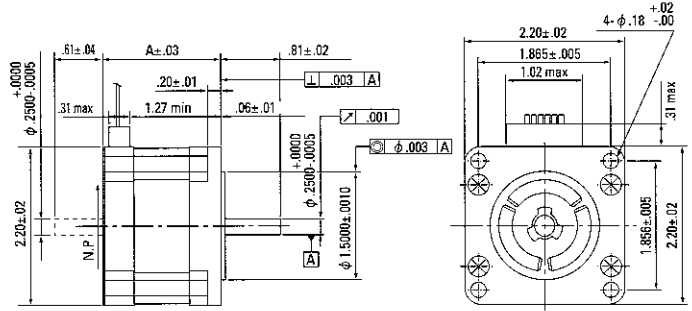 .61±.04
A±.03
.81±.02
.20±.01
⊥ .003 A
+.0000
φ.2500-.0005
.31 max
1.27 min
.06±.01
↗ .001
+.0000
φ.2500-.0005
◎ φ.003 A
2.20±.02
N.P
A
φ1.5000±.0010
2.20±.02
+.02
4-φ.18 -.00
1.865±.005
1.02 max
.31 max
1.856±.005
2.20±.02